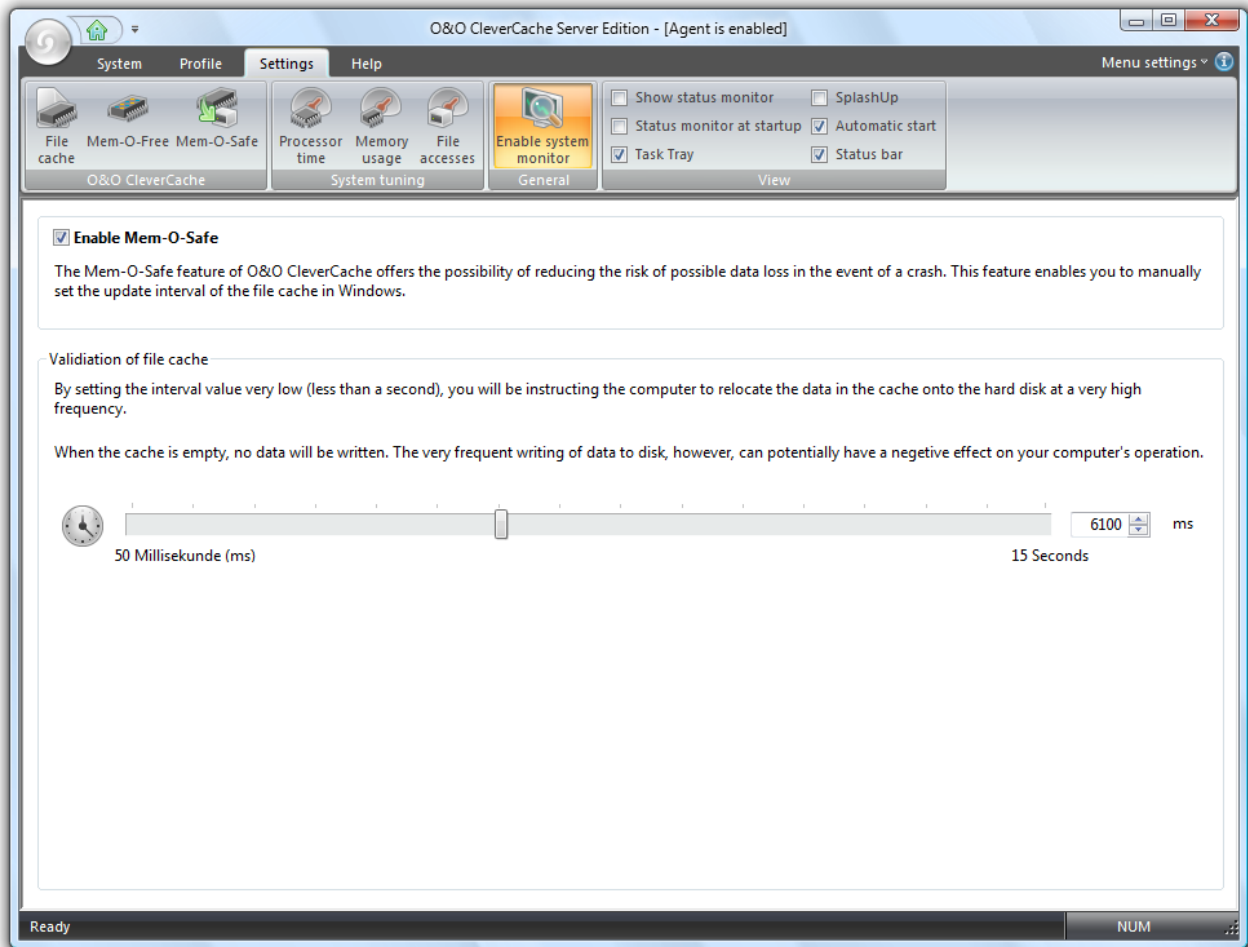 O&O CleverCache Server Edition - [Agent is enabled]
System Profile Settings Help Menu settings
File cache
Mem-O-Free
Mem-O-Safe
O&O CleverCache
Processor time
Memory usage
File accesses
System tuning
Enable system monitor
General
Show status monitor
SplashUp
Status monitor at startup
Automatic start
Task Tray
Status bar
View
Enable Mem-O-Safe
The Mem-O-Safe feature of O&O CleverCache offers the possibility of reducing the risk of possible data loss in the event of a crash. This feature enables you to manually
set the update interval of the file cache in Windows.
Validiation of file cache
By setting the interval value very low (less than a second), you will be instructing the computer to relocate the data in the cache onto the hard disk at a very high
frequency.
When the cache is empty, no data will be written. The very frequent writing of data to disk, however, can potentially have a negetive effect on your computer's operation.
6100 ms
50 Millisekunde (ms)
15 Seconds
Ready
NUM